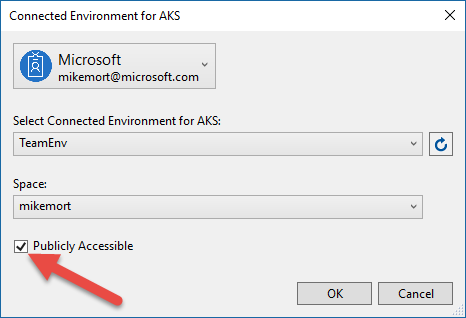 Connected Environment for AKS
Microsoft
mikemort@microsoft.com
Select Connected Environment for AKS:
TeamEnv
Space:
mikemort
Publicly Accessible
OK
Cancel